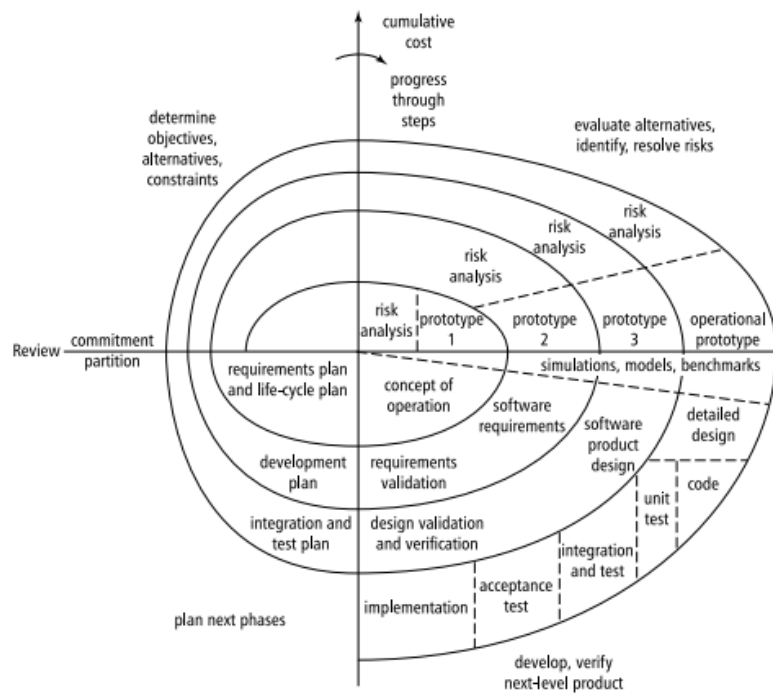 cumulative
cost
progress
through
steps
determine
objectives,
alternatives,
constraints
evaluate alternatives,
identify, resolve risks
risk
analysis
risk
analysis
risk
analysis
risk
analysis
prototype
1
prototype
2
prototype
3
operational
prototype
Review
commitment
partition
simulations, models, benchmarks
requirements plan
and life-cycle plan
concept of
operation
software
requirements
software
product
design
detailed
design
development
plan
requirements
validation
unit
test
code
integration and
test plan
design validation
and verification
integration
and test
acceptance
test
implementation
plan next phases
develop, verify
next-level product